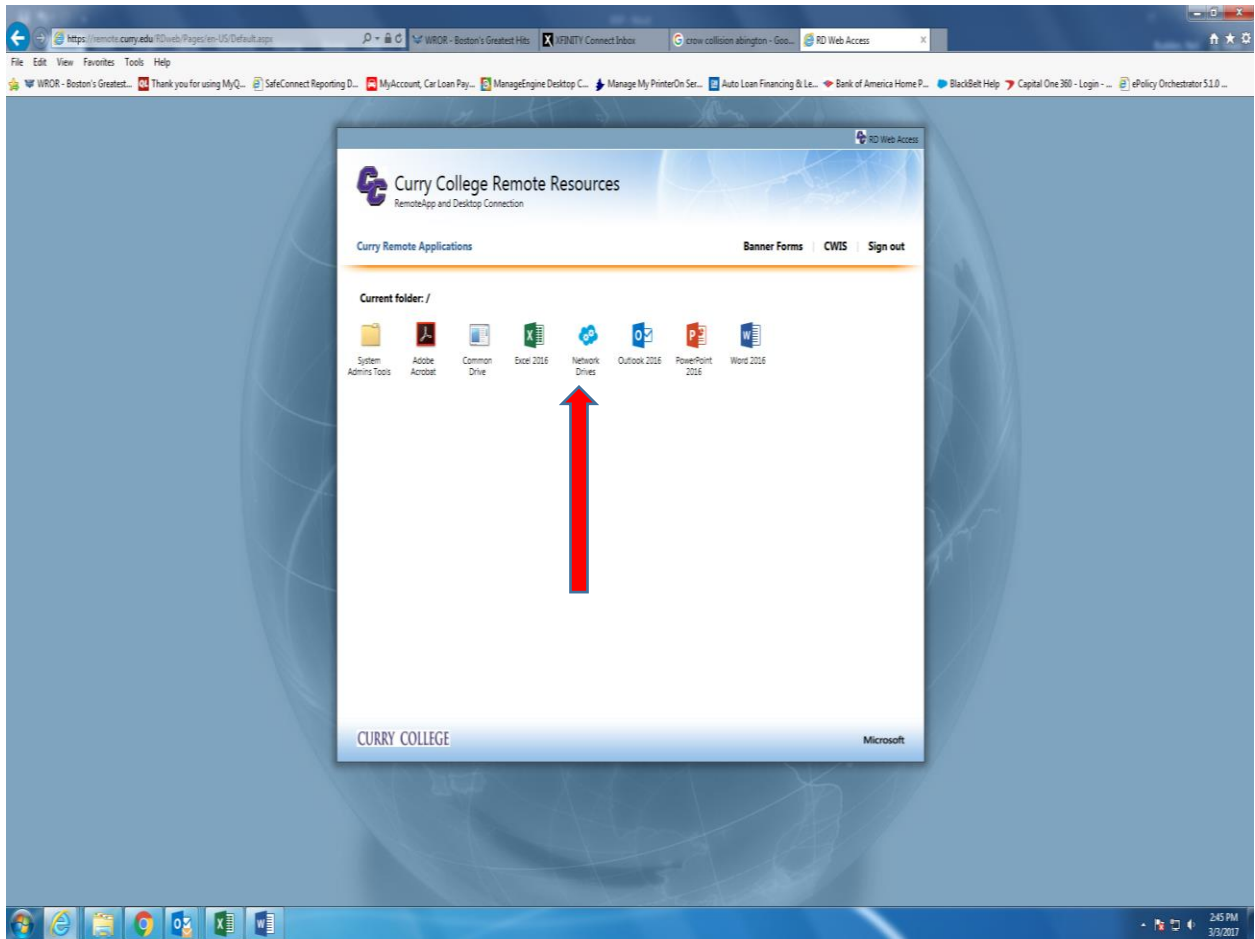 https://remote.curry.edu/RDweb/Pages/en-US/Default.aspx
WROR - Boston's Greatest Hits
XFINITY Connect Inbox
crow collision abington - Goo...
RD Web Access
File Edit View Favorites Tools Help
WROR - Boston's Greatest... Thank you for using MyQ... SafeConnect Reporting D... MyAccount, Car Loan Pay... ManageEngine Desktop C... Manage My PrinterOn Ser... Auto Loan Financing & Le... Bank of America Home P... BlackBelt Help Capital One 360 - Login - ... ePolicy Orchestrator 5.1.0 ...
RD Web Access
CC
Curry College Remote Resources
RemoteApp and Desktop Connection
Curry Remote Applications
Banner Forms CWIS Sign out
Current folder: /
System Admins Tools
Adobe Acrobat
Common Drive
Excel 2016
Network Drives
Outlook 2016
PowerPoint 2016
Word 2016
CURRY COLLEGE
Microsoft
2:45 PM
3/3/2017